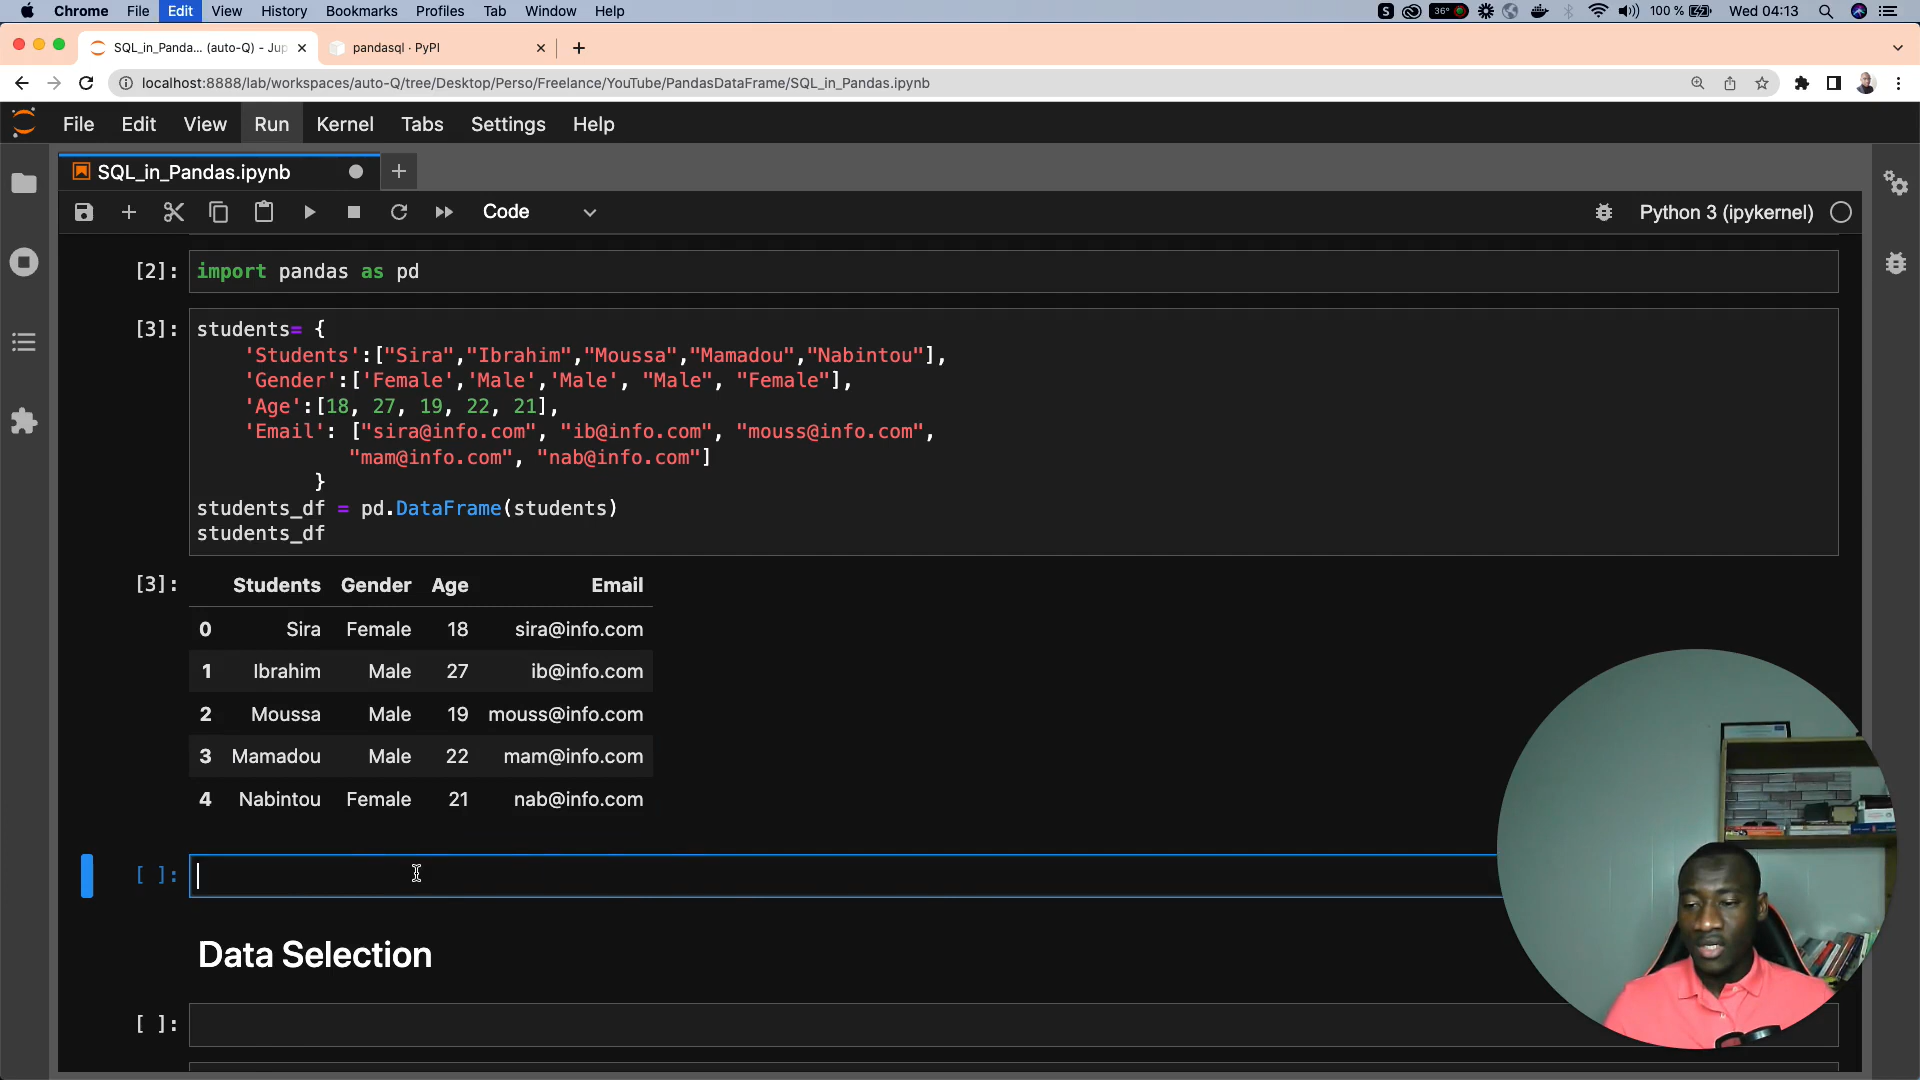 Chrome File Edit View History Bookmarks Profiles Tab Window Help S 36° 100 % Wed 04:13
SQL_in_Panda... (auto-Q) - Jup pandasql · PyPI
localhost:8888/lab/workspaces/auto-Q/tree/Desktop/Perso/Freelance/YouTube/PandasDataFrame/SQL_in_Pandas.ipynb
File Edit View Run Kernel Tabs Settings Help
SQL_in_Pandas.ipynb
Code Python 3 (ipykernel)
[2]: import pandas as pd
[3]: students= {
'Students':["Sira","Ibrahim","Moussa","Mamadou","Nabintou"],
'Gender':['Female','Male','Male', "Male", "Female"],
'Age':[18, 27, 19, 22, 21],
'Email': ["sira@info.com", "ib@info.com", "mouss@info.com",
"mam@info.com", "nab@info.com"]
}
students_df = pd.DataFrame(students)
students_df
[3]: Students Gender Age Email
0 Sira Female 18 sira@info.com
1 Ibrahim Male 27 ib@info.com
2 Moussa Male 19 mouss@info.com
3 Mamadou Male 22 mam@info.com
4 Nabintou Female 21 nab@info.com
[ ]:
Data Selection
[ ]: